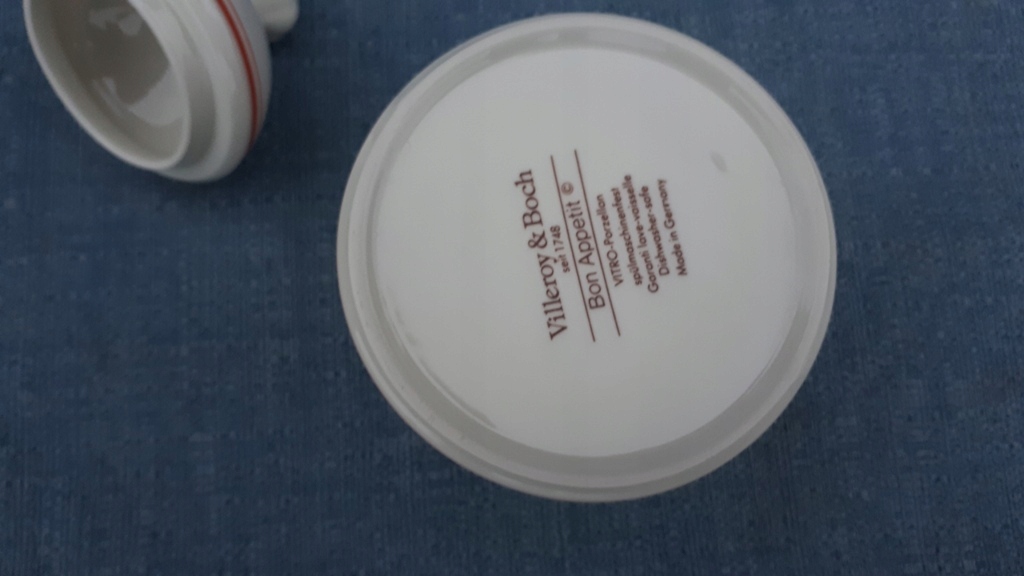 Villeroy & Boch
seit 1748
Bon Appetit ©
VITRO-Porzellan
spülmaschinenfest
Garanti lave-vaisselle
Dishwasher-safe
Made in Germany